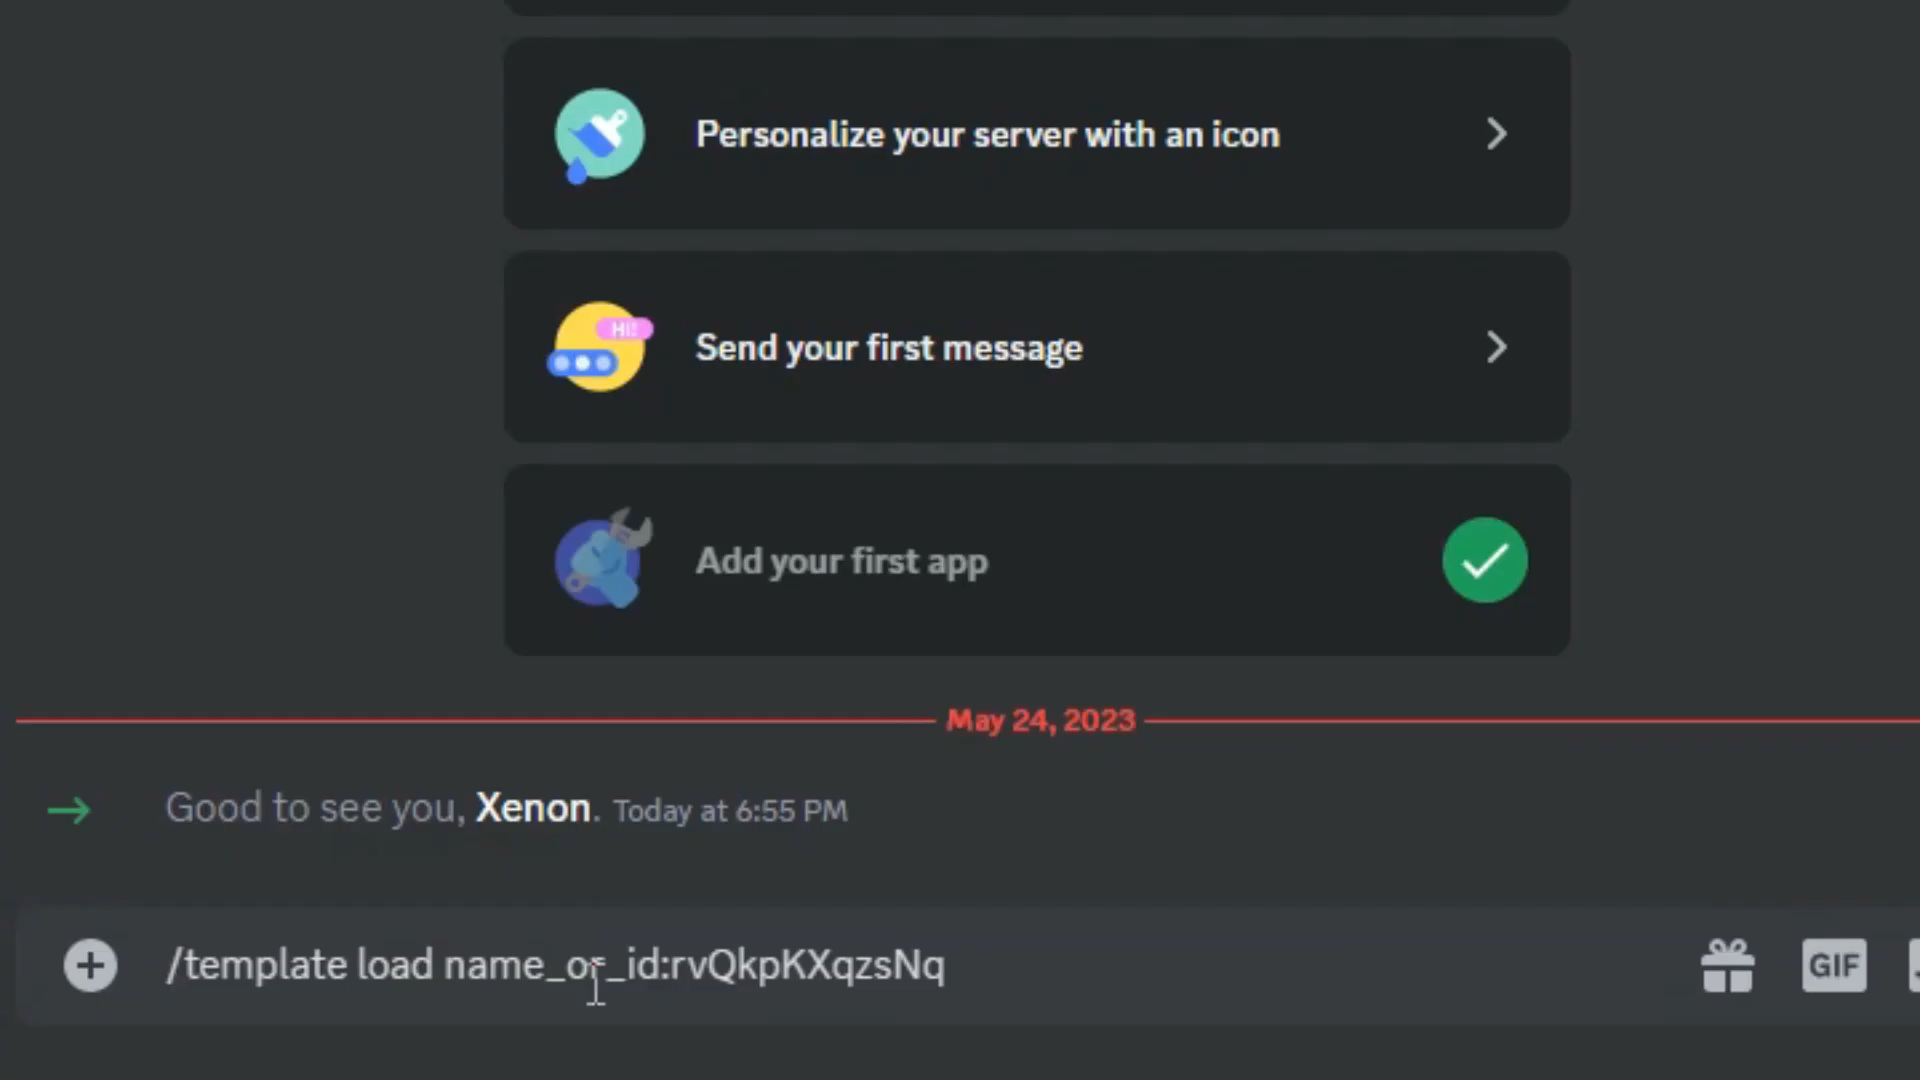 Personalize your server with an icon
HI!
Send your first message
Add your first app
May 24, 2023
Good to see you, Xenon. Today at 6:55 PM
/template load name_or_id:rvQkpKXqzsNq
GIF